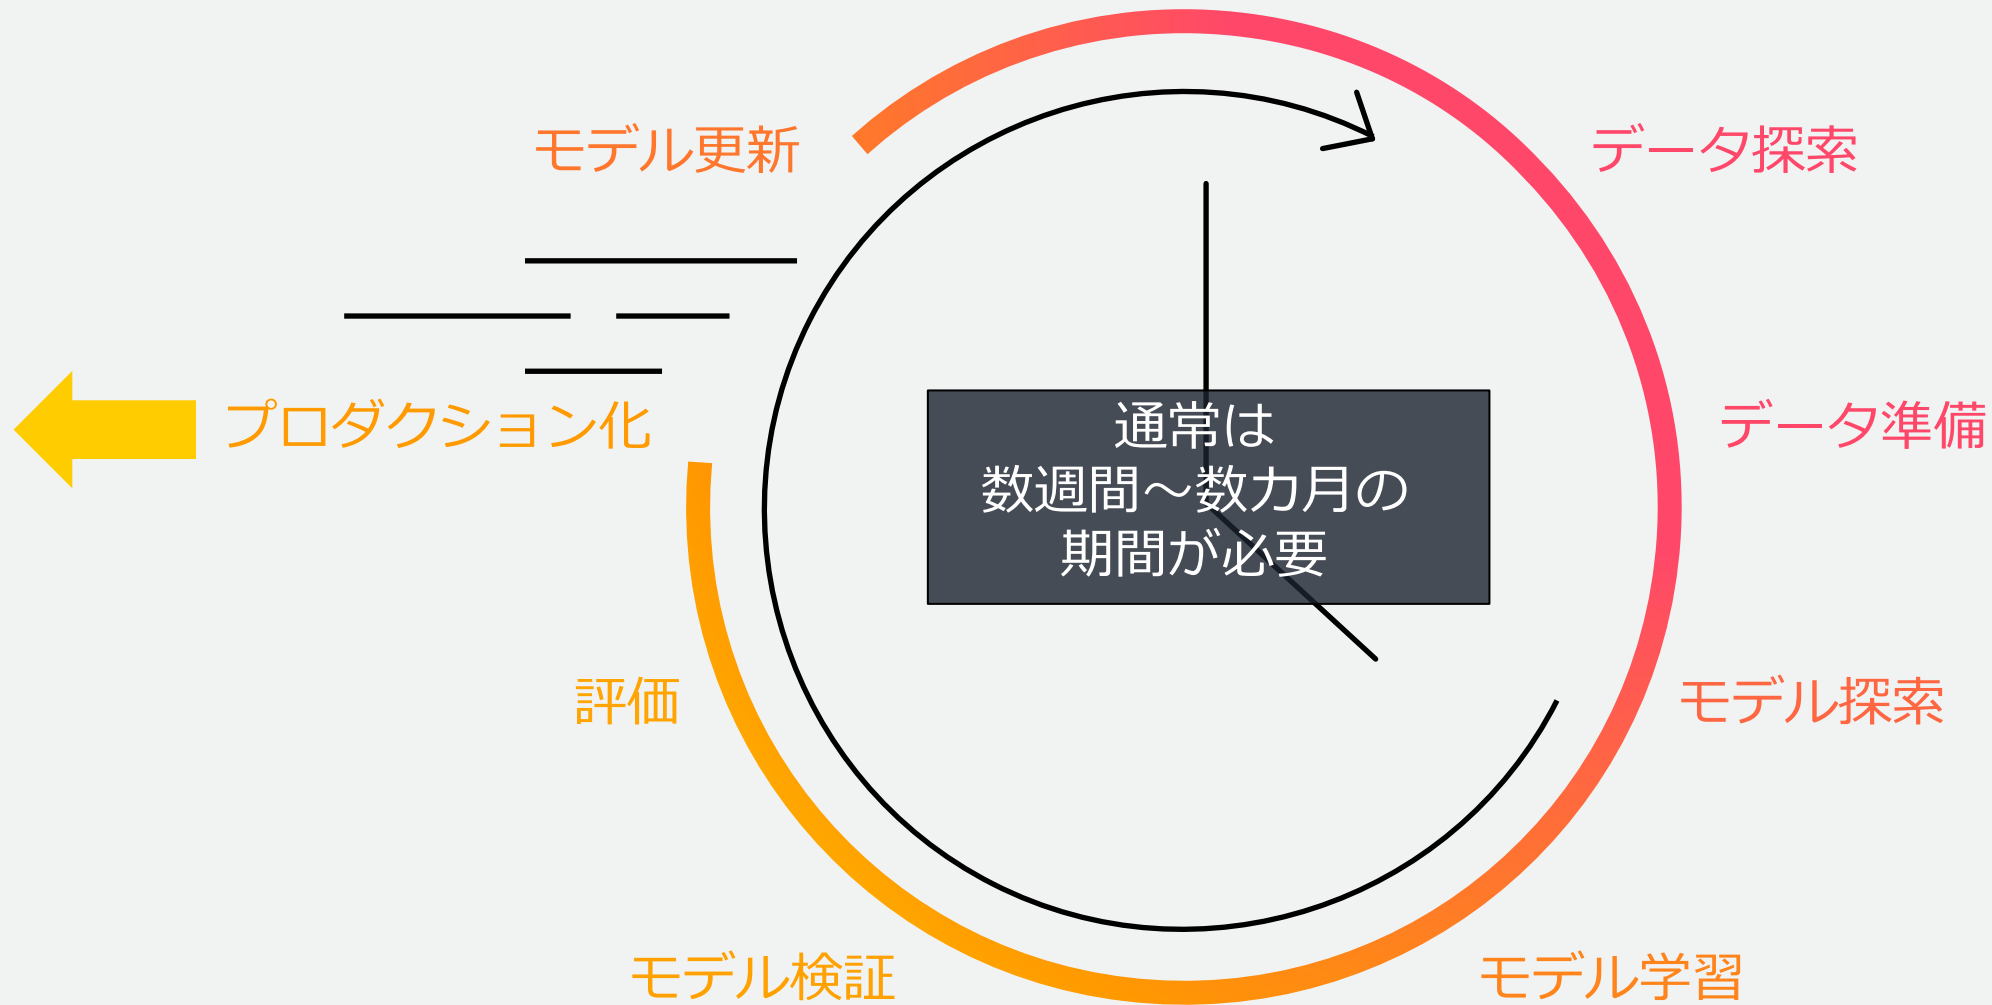 モデル更新
データ探索
プロダクション化
データ準備
通常は
数週間～数カ月の
期間が必要
評価
モデル探索
モデル検証
モデル学習